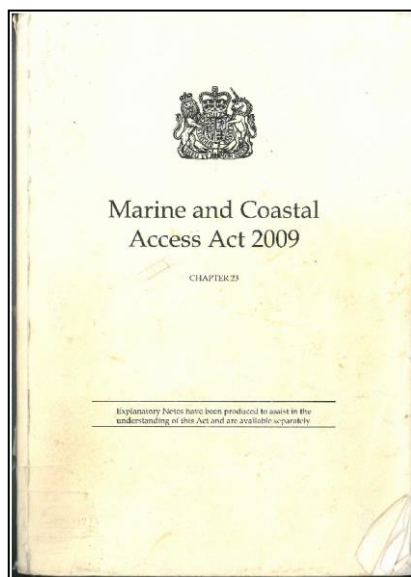 Marine and Coastal
Access Act 2009
CHAPTER 23
Explanatory Notes have been produced to assist in the
understanding of this Act and are available separately